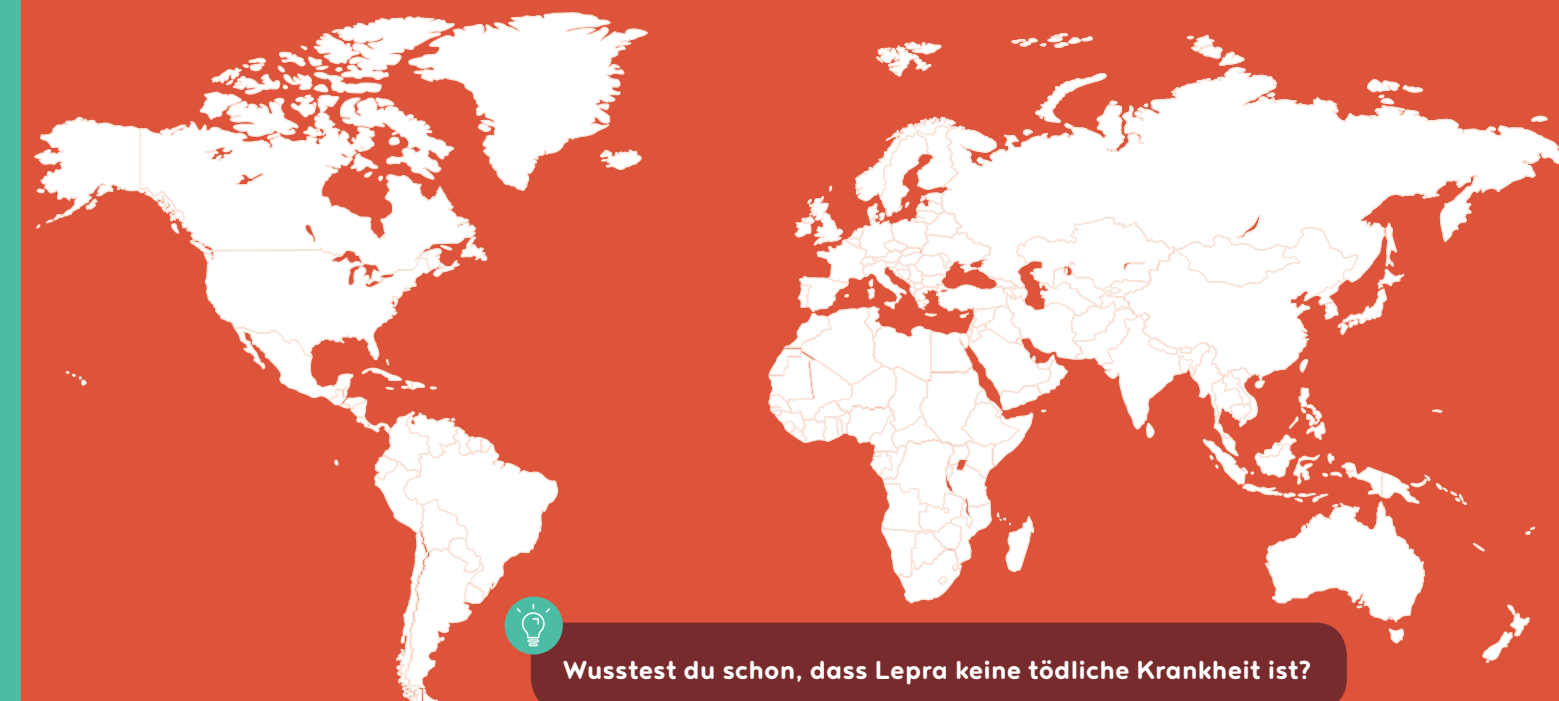 Wusstest du schon, dass Lepra keine tödliche Krankheit ist?